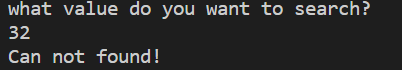 what value do you want to search?
32
Can not found!